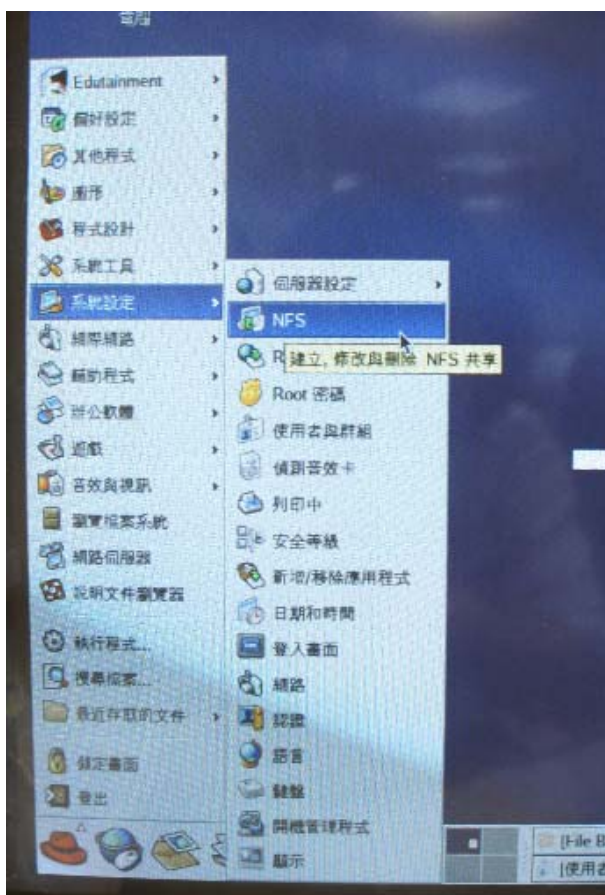 電腦
Edutainment
偏好設定
其他程式
圖形
程式設計
系統工具
系統設定
網際網路
輔助程式
辦公軟體
遊戲
音效與視訊
瀏覽檔案系統
網路伺服器
說明文件瀏覽器
執行程式...
搜尋檔案...
最近存取的文件
鎖定畫面
登出
伺服器設定
NFS
R
建立, 修改與刪除 NFS 共享
Root 密碼
使用者與群組
偵測音效卡
列印中
安全等級
新增/移除應用程式
日期和時間
登入畫面
網路
認證
語言
鍵盤
開機管理程式
顯示
[File B
[使用者